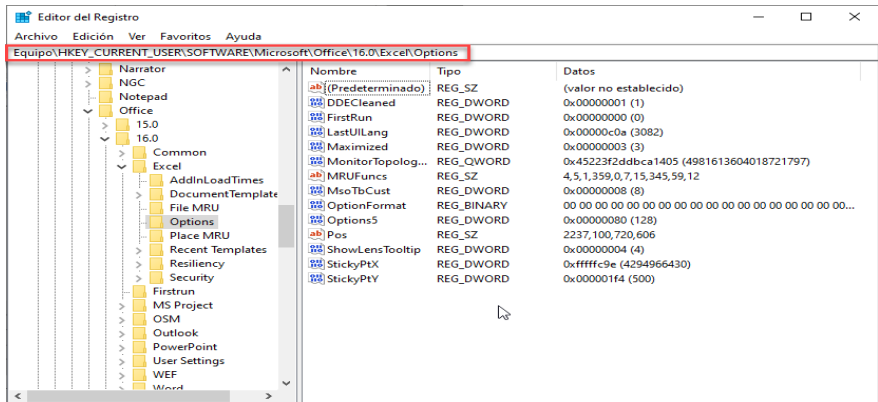 Editor del Registro
Archivo Edición Ver Favoritos Ayuda
Equipo\HKEY_CURRENT_USER\SOFTWARE\Microsoft\Office\16.0\Excel\Options
Narrator
NGC
Notepad
Office
15.0
16.0
Common
Excel
AddInLoadTimes
DocumentTemplate
File MRU
Options
Place MRU
Recent Templates
Resiliency
Security
Firstrun
MS Project
OSM
Outlook
PowerPoint
User Settings
WEF
Word
Nombre Tipo Datos
ab (Predeterminado) REG_SZ (valor no establecido)
DDECleaned REG_DWORD 0x00000001 (1)
FirstRun REG_DWORD 0x00000000 (0)
LastUILang REG_DWORD 0x00000c0a (3082)
Maximized REG_DWORD 0x00000003 (3)
MonitorTopolog... REG_QWORD 0x45223f2ddbca1405 (4981613604018721797)
ab MRUFuncs REG_SZ 4,5,1,359,0,7,15,345,59,12
MsoTbCust REG_DWORD 0x00000008 (8)
OptionFormat REG_BINARY 00 00 00 00 00 00 00 00 00 00 00 00 00 00 00 00 00...
Options5 REG_DWORD 0x00000080 (128)
ab Pos REG_SZ 2237,100,720,606
ShowLensTooltip REG_DWORD 0x00000004 (4)
StickyPtX REG_DWORD 0xfffffc9e (4294966430)
StickyPtY REG_DWORD 0x000001f4 (500)